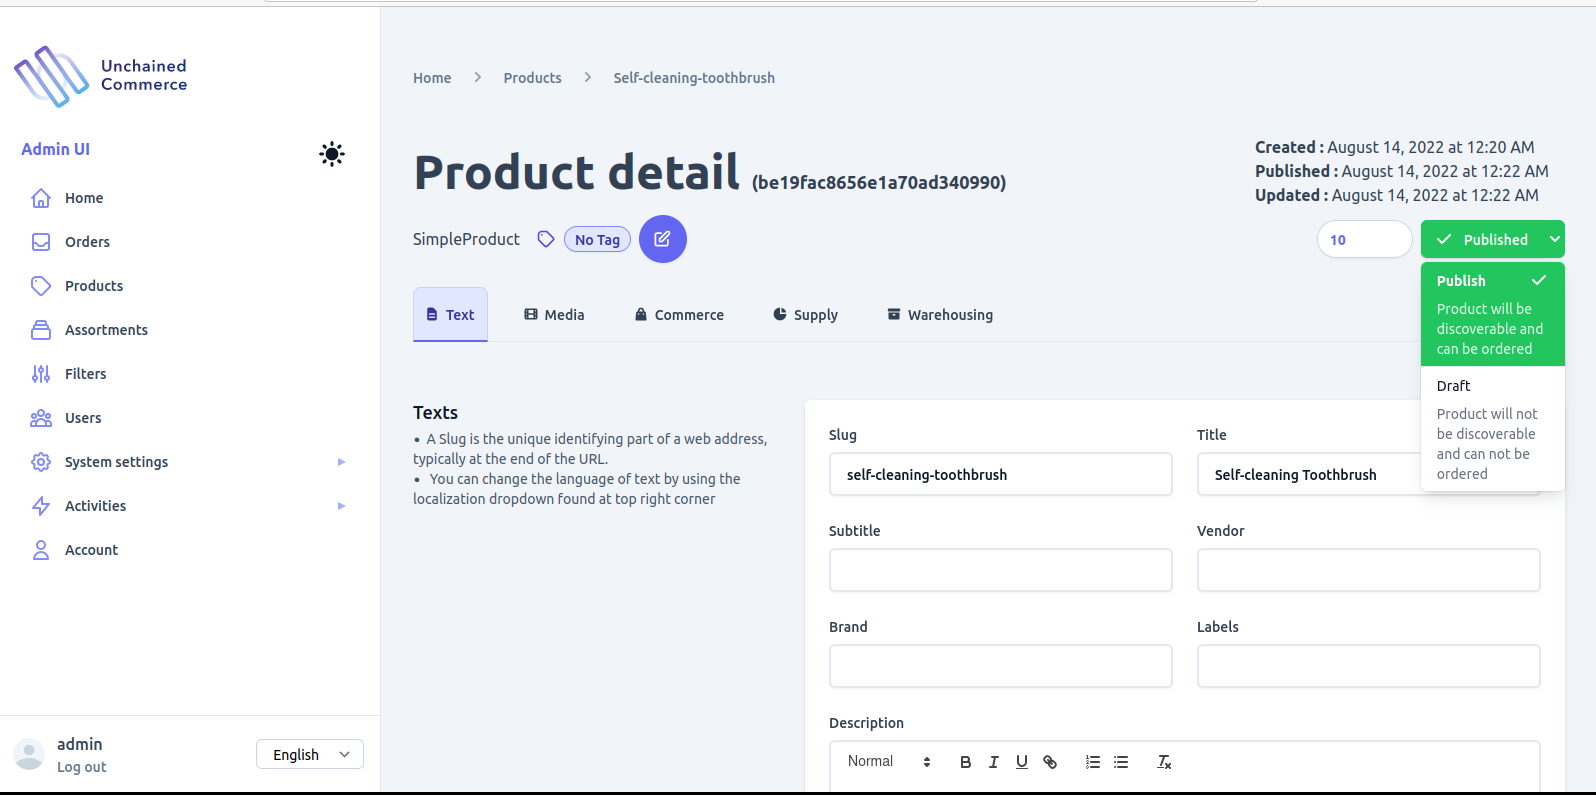 Unchained
Commerce
Admin UI
Home
Orders
Products
Assortments
Filters
Users
System settings
Activities
Account
admin
Log out
English
Home
Products
Self-cleaning-toothbrush
Product detail (be19fac8656e1a70ad340990)
Created : August 14, 2022 at 12:20 AM
Published : August 14, 2022 at 12:22 AM
Updated : August 14, 2022 at 12:22 AM
SimpleProduct
No Tag
10
Published
Publish
Product will be
discoverable and
can be ordered
Draft
Product will not
be discoverable
and can not be
ordered
Text
Media
Commerce
Supply
Warehousing
Texts
• A Slug is the unique identifying part of a web address,
typically at the end of the URL.
• You can change the language of text by using the
localization dropdown found at top right corner
Slug
self-cleaning-toothbrush
Title
Self-cleaning Toothbrush
Subtitle
Vendor
Brand
Labels
Description
Normal